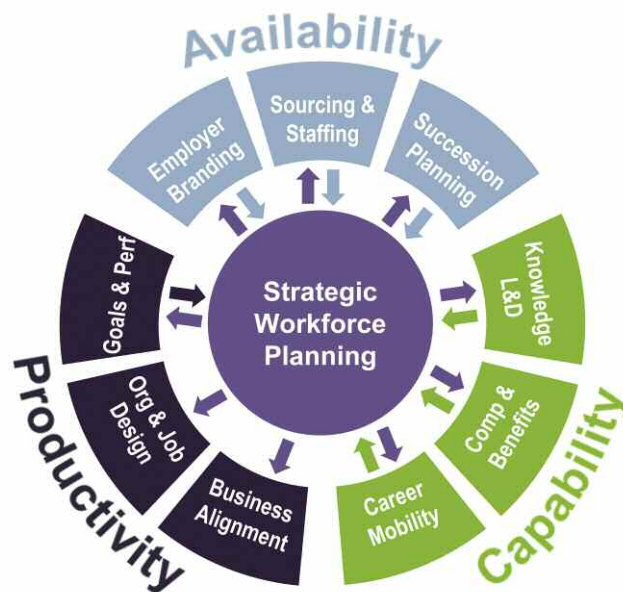 Availability
Employer
Branding
Sourcing &
Staffing
Succession
Planning
Knowledge
L&D
Comp &
Benefits
Career
Mobility
Capability
Business
Alignment
Org & Job
Design
Goals & Perf
Productivity
Strategic
Workforce
Planning